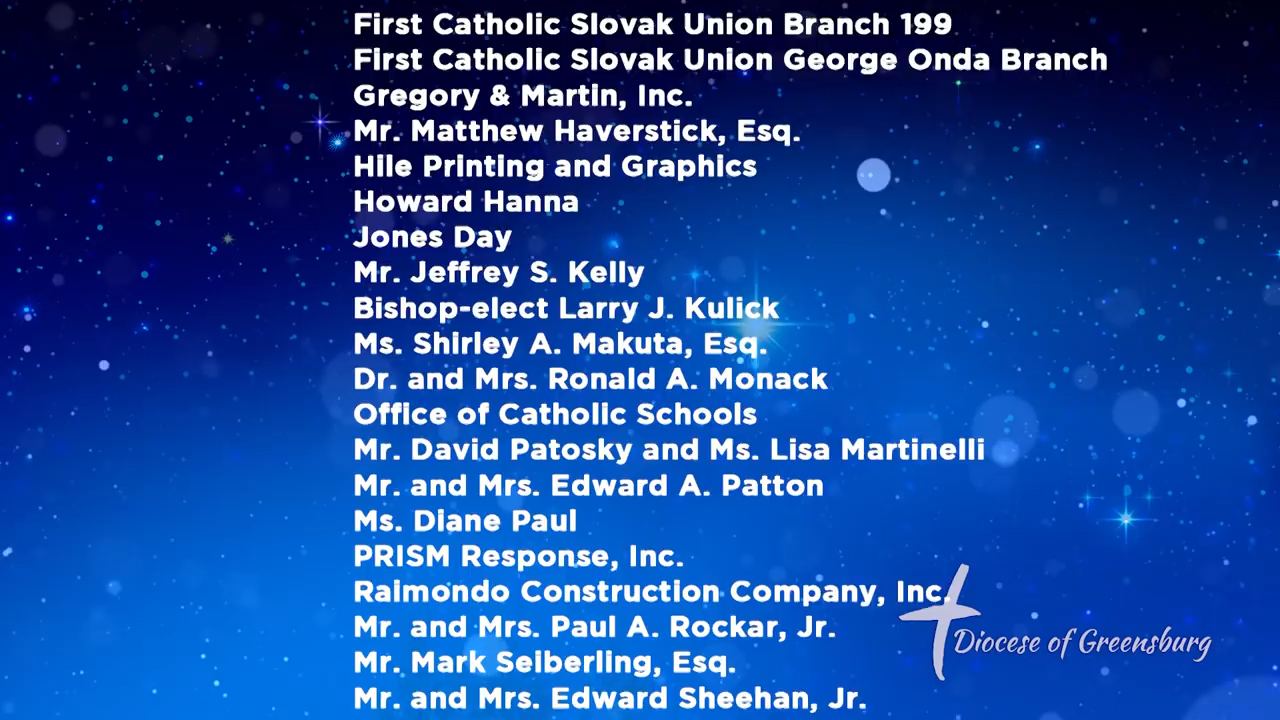 First Catholic Slovak Union Branch 199
First Catholic Slovak Union George Onda Branch
Gregory & Martin, Inc.
Mr. Matthew Haverstick, Esq.
Hile Printing and Graphics
Howard Hanna
Jones Day
Mr. Jeffrey S. Kelly
Bishop-elect Larry J. Kulick
Ms. Shirley A. Makuta, Esq.
Dr. and Mrs. Ronald A. Monack
Office of Catholic Schools
Mr. David Patosky and Ms. Lisa Martinelli
Mr. and Mrs. Edward A. Patton
Ms. Diane Paul
PRISM Response, Inc.
Raimondo Construction Company, Inc.
Mr. and Mrs. Paul A. Rockar, Jr.
Diocese of Greensburg
Mr. Mark Seiberling, Esq.
Mr. and Mrs. Edward Sheehan, Jr.